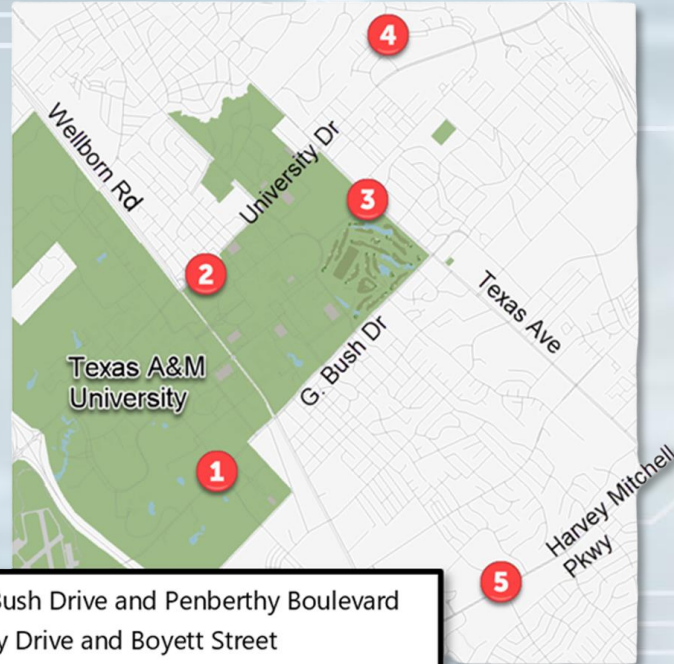 4
Wellborn Rd
University Dr
3
2
Texas Ave
G. Bush Dr
Texas A&M
University
1
Harvey Mitchell
Pkwy
5
Bush Drive and Penberthy Boulevard
y Drive and Boyett Street